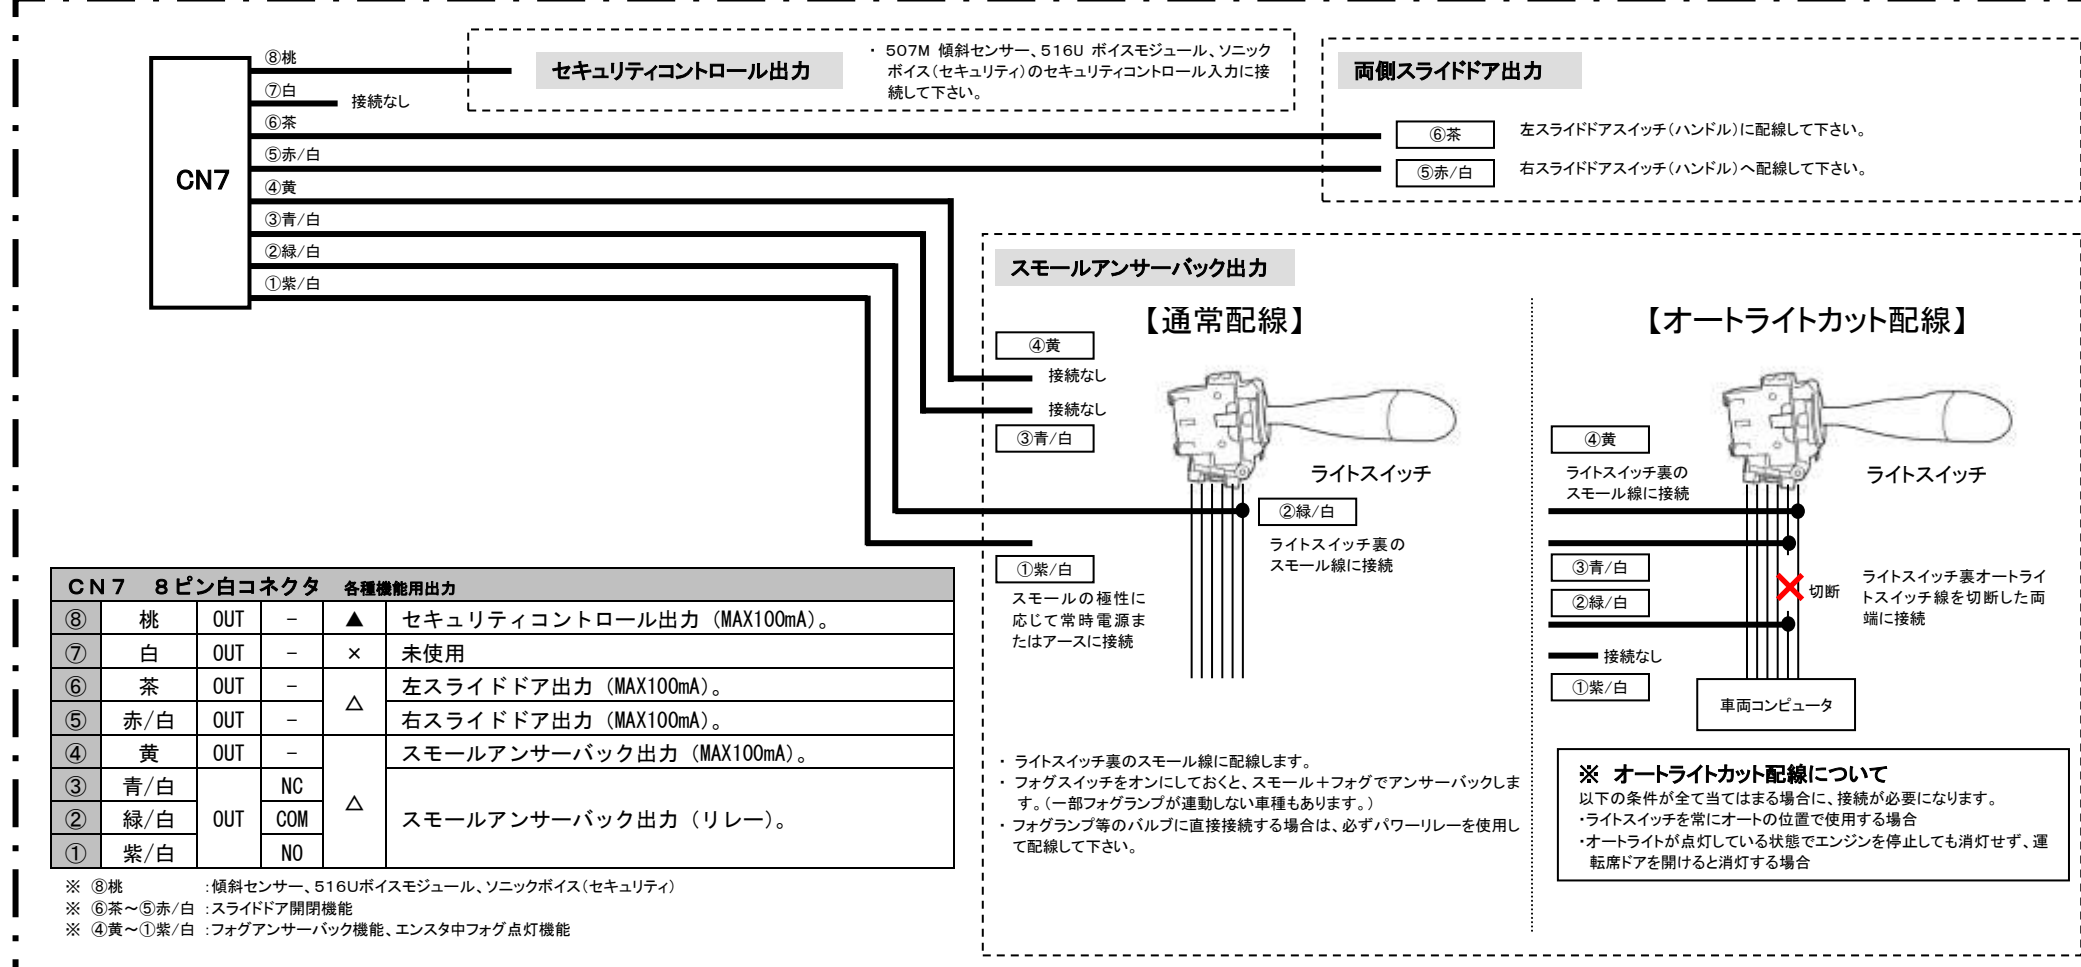 ⑧桃
⑦白
接続なし
⑥茶
⑤赤/白
④黄
③青/白
②緑/白
①紫/白
CN7
セキュリティコントロール出力
・ 507M 傾斜センサー、516U ボイスモジュール、ソニック
ボイス（セキュリティ）のセキュリティコントロール入力に接
続して下さい。
両側スライドドア出力
⑥茶
左スライドドアスイッチ（ハンドル）に配線して下さい。
⑤赤/白
右スライドドアスイッチ（ハンドル）へ配線して下さい。
スモールアンサーバック出力
【通常配線】
④黄
接続なし
接続なし
③青/白
ライトスイッチ
②緑/白
ライトスイッチ裏の
スモール線に接続
①紫/白
スモールの極性に
応じて常時電源ま
たはアースに接続
・ ライトスイッチ裏のスモール線に配線します。
・ フォグスイッチをオンにしておくと、スモール＋フォグでアンサーバックしま
す。（一部フォグランプが連動しない車種もあります。）
・ フォグランプ等のバルブに直接接続する場合は、必ずパワーリレーを使用し
て配線して下さい。
【オートライトカット配線】
④黄
ライトスイッチ裏の
スモール線に接続
ライトスイッチ
③青/白
②緑/白
切断
ライトスイッチ裏オートライ
トスイッチ線を切断した両
端に接続
接続なし
①紫/白
車両コンピュータ
※ オートライトカット配線について
以下の条件が全て当てはまる場合に、接続が必要になります。
・ライトスイッチを常にオートの位置で使用する場合
・オートライトが点灯している状態でエンジンを停止しても消灯せず、運
転席ドアを開けると消灯する場合
ＣＮ７　８ピン白コネクタ　各種機能用出力
⑧ 桃 OUT － ▲ セキュリティコントロール出力（MAX100mA）。
⑦ 白 OUT － × 未使用
⑥ 茶 OUT － △ 左スライドドア出力（MAX100mA）。
⑤ 赤/白 OUT － 右スライドドア出力（MAX100mA）。
④ 黄 OUT － △ スモールアンサーバック出力（MAX100mA）。
③ 青/白 OUT NC スモールアンサーバック出力（リレー）。
② 緑/白 COM
① 紫/白 NO
※ ⑧桃 ：傾斜センサー、516Uボイスモジュール、ソニックボイス（セキュリティ）
※ ⑥茶～⑤赤/白 ：スライドドア開閉機能
※ ④黄～①紫/白 ：フォグアンサーバック機能、エンスタ中フォグ点灯機能